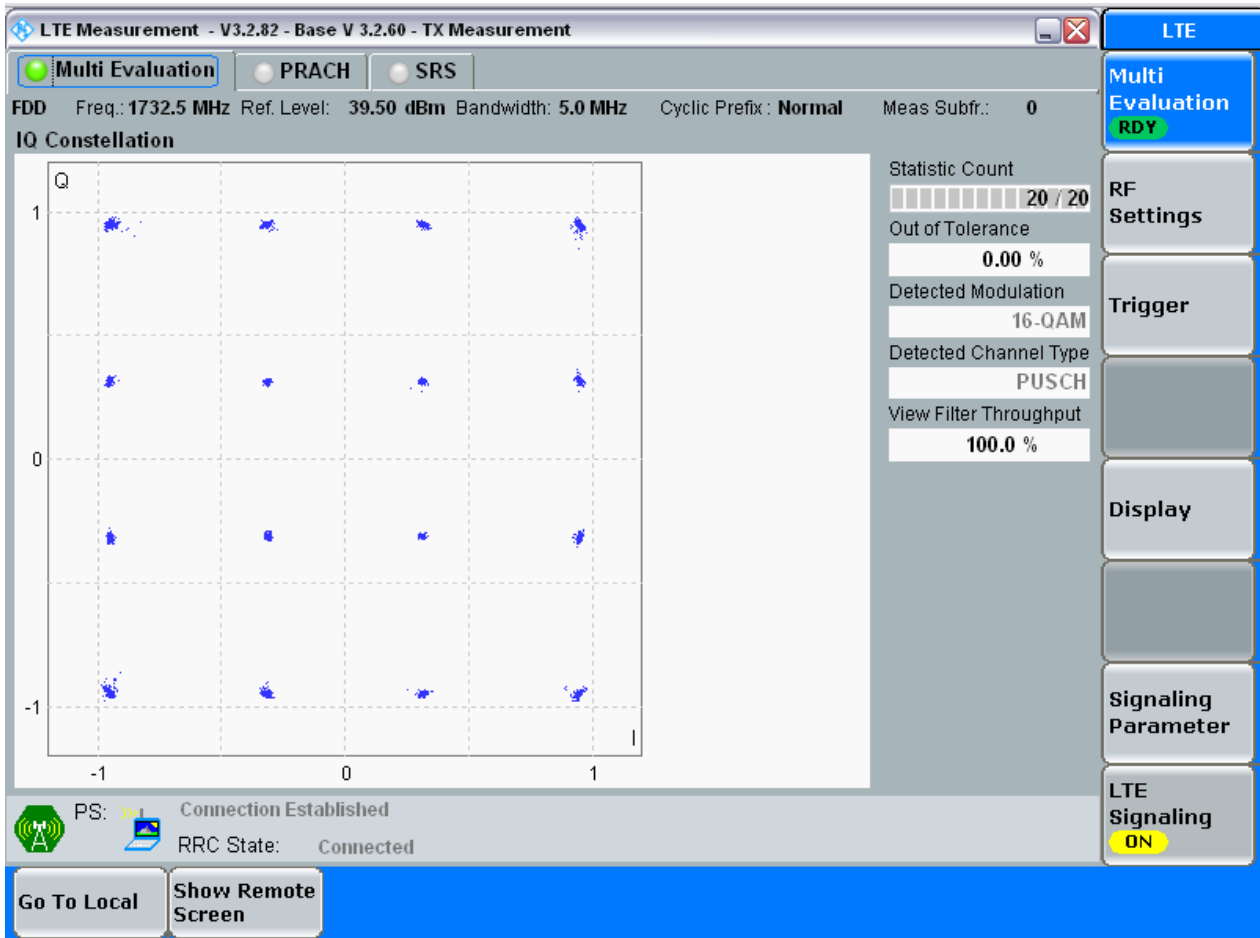 LTE Measurement - V3.2.82 - Base V 3.2.60 - TX Measurement
LTE
Multi Evaluation
PRACH
SRS
Multi
Evaluation
RDY
FDD Freq.: 1732.5 MHz Ref. Level: 39.50 dBm Bandwidth: 5.0 MHz Cyclic Prefix : Normal Meas Subfr.: 0
IQ Constellation
Q
1
0
-1
I
-1 0 1
Statistic Count
20 / 20
Out of Tolerance
0.00 %
Detected Modulation
16-QAM
Detected Channel Type
PUSCH
View Filter Throughput
100.0 %
RF
Settings
Trigger
Display
Signaling
Parameter
LTE
Signaling
ON
PS: Connection Established
RRC State: Connected
Go To Local
Show Remote
Screen